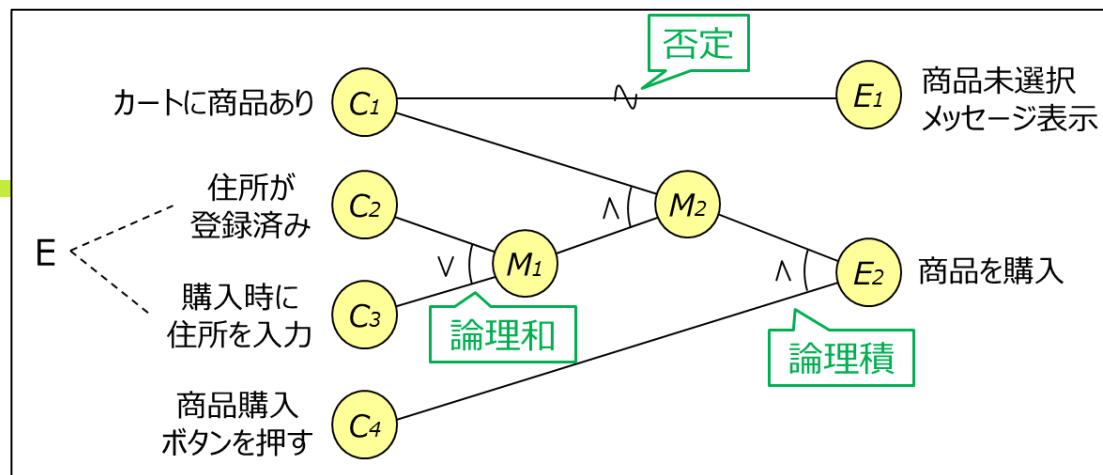 否定
カートに商品あり
C1
E1
商品未選択
メッセージ表示
住所が
登録済み
C2
∧
M2
E
∨
M1
∧
E2
商品を購入
購入時に
住所を入力
C3
論理和
論理積
商品購入
ボタンを押す
C4